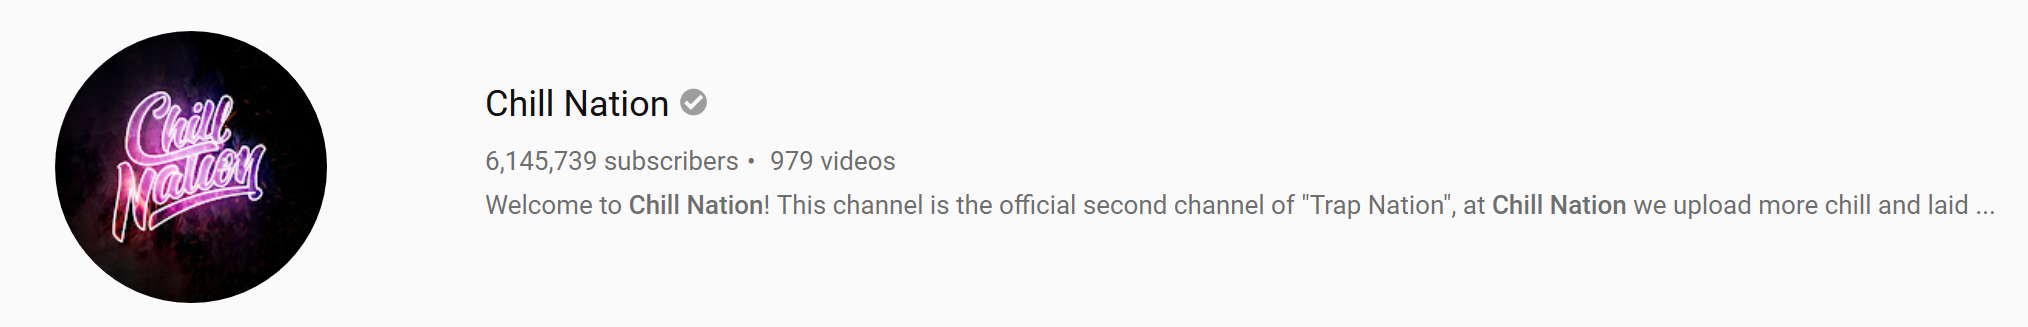 Chill
Nation
Chill Nation
6,145,739 subscribers • 979 videos
Welcome to Chill Nation! This channel is the official second channel of "Trap Nation", at Chill Nation we upload more chill and laid ...